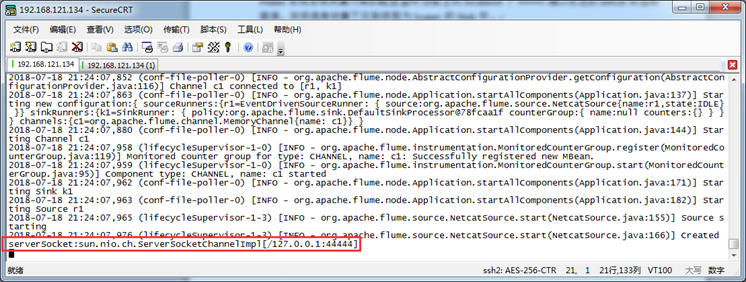 192.168.121.134 - SecureCRT
文件(F) 编辑(E) 查看(V) 选项(O) 传输(T) 脚本(S) 工具(L) 帮助(H)
192.168.121.134 192.168.121.134 (1)
2018-07-18 21:24:07,852 (conf-file-poller-0) [INFO - org.apache.flume.node.AbstractConfigurationProvider.getConfiguration(AbstractCon
figurationProvider.java:116)] Channel c1 connected to [r1, k1]
2018-07-18 21:24:07,863 (conf-file-poller-0) [INFO - org.apache.flume.node.Application.startAllComponents(Application.java:137)] Star
ting new configuration:{ sourceRunners:{r1=EventDrivenSourceRunner: { source:org.apache.flume.source.NetcatSource{name:r1,state:IDLE}
}} sinkRunners:{k1=SinkRunner: { policy:org.apache.flume.sink.DefaultSinkProcessor@78fcaa1f counterGroup:{ name:null counters:{} } }
} channels:{c1=org.apache.flume.channel.MemoryChannel{name: c1}} }
2018-07-18 21:24:07,880 (conf-file-poller-0) [INFO - org.apache.flume.node.Application.startAllComponents(Application.java:144)] Star
ting Channel c1
2018-07-18 21:24:07,958 (lifecycleSupervisor-1-0) [INFO - org.apache.flume.instrumentation.MonitoredCounterGroup.register(MonitoredCo
unterGroup.java:119)] Monitored counter group for type: CHANNEL, name: c1: Successfully registered new MBean.
2018-07-18 21:24:07,959 (lifecycleSupervisor-1-0) [INFO - org.apache.flume.instrumentation.MonitoredCounterGroup.start(MonitoredCount
erGroup.java:95)] Component type: CHANNEL, name: c1 started
2018-07-18 21:24:07,962 (conf-file-poller-0) [INFO - org.apache.flume.node.Application.startAllComponents(Application.java:171)] Star
ting Sink k1
2018-07-18 21:24:07,963 (conf-file-poller-0) [INFO - org.apache.flume.node.Application.startAllComponents(Application.java:182)] Star
ting Source r1
2018-07-18 21:24:07,965 (lifecycleSupervisor-1-3) [INFO - org.apache.flume.source.NetcatSource.start(NetcatSource.java:155)] Source s
tarting
2018-07-18 21:24:07,976 (lifecycleSupervisor-1-3) [INFO - org.apache.flume.source.NetcatSource.start(NetcatSource.java:166)] Created
serverSocket:sun.nio.ch.ServerSocketChannelImpl[/127.0.0.1:44444]
就绪 ssh2: AES-256-CTR 21, 1 21行,133列 VT100 大写 数字